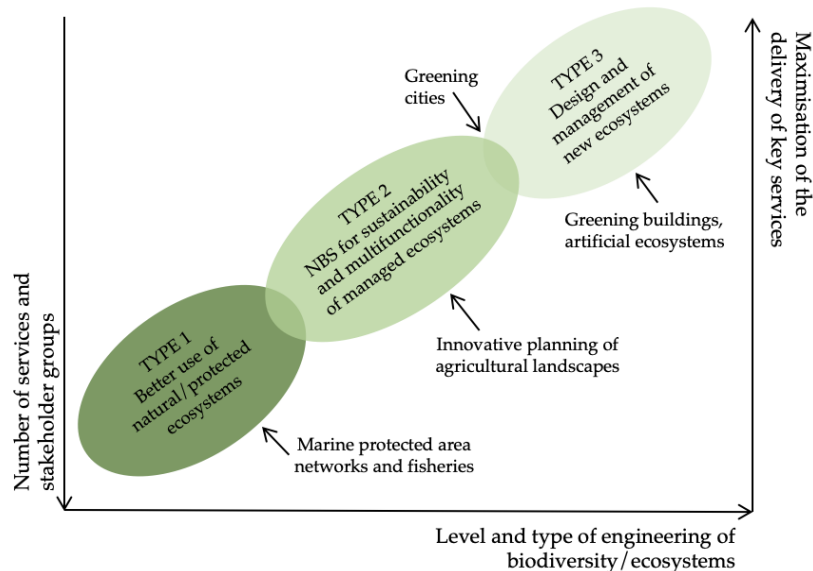 Greening
cities
TYPE 3
Design and
management of
new ecosystems
Maximisation of the
delivery of key services
TYPE 2
NBS for sustainability
and multifunctionality
of managed ecosystems
Greening buildings,
artificial ecosystems
Number of services and
stakeholder groups
TYPE 1
Better use of
natural/protected
ecosystems
Innovative planning of
agricultural landscapes
Marine protected area
networks and fisheries
Level and type of engineering of
biodiversity/ecosystems